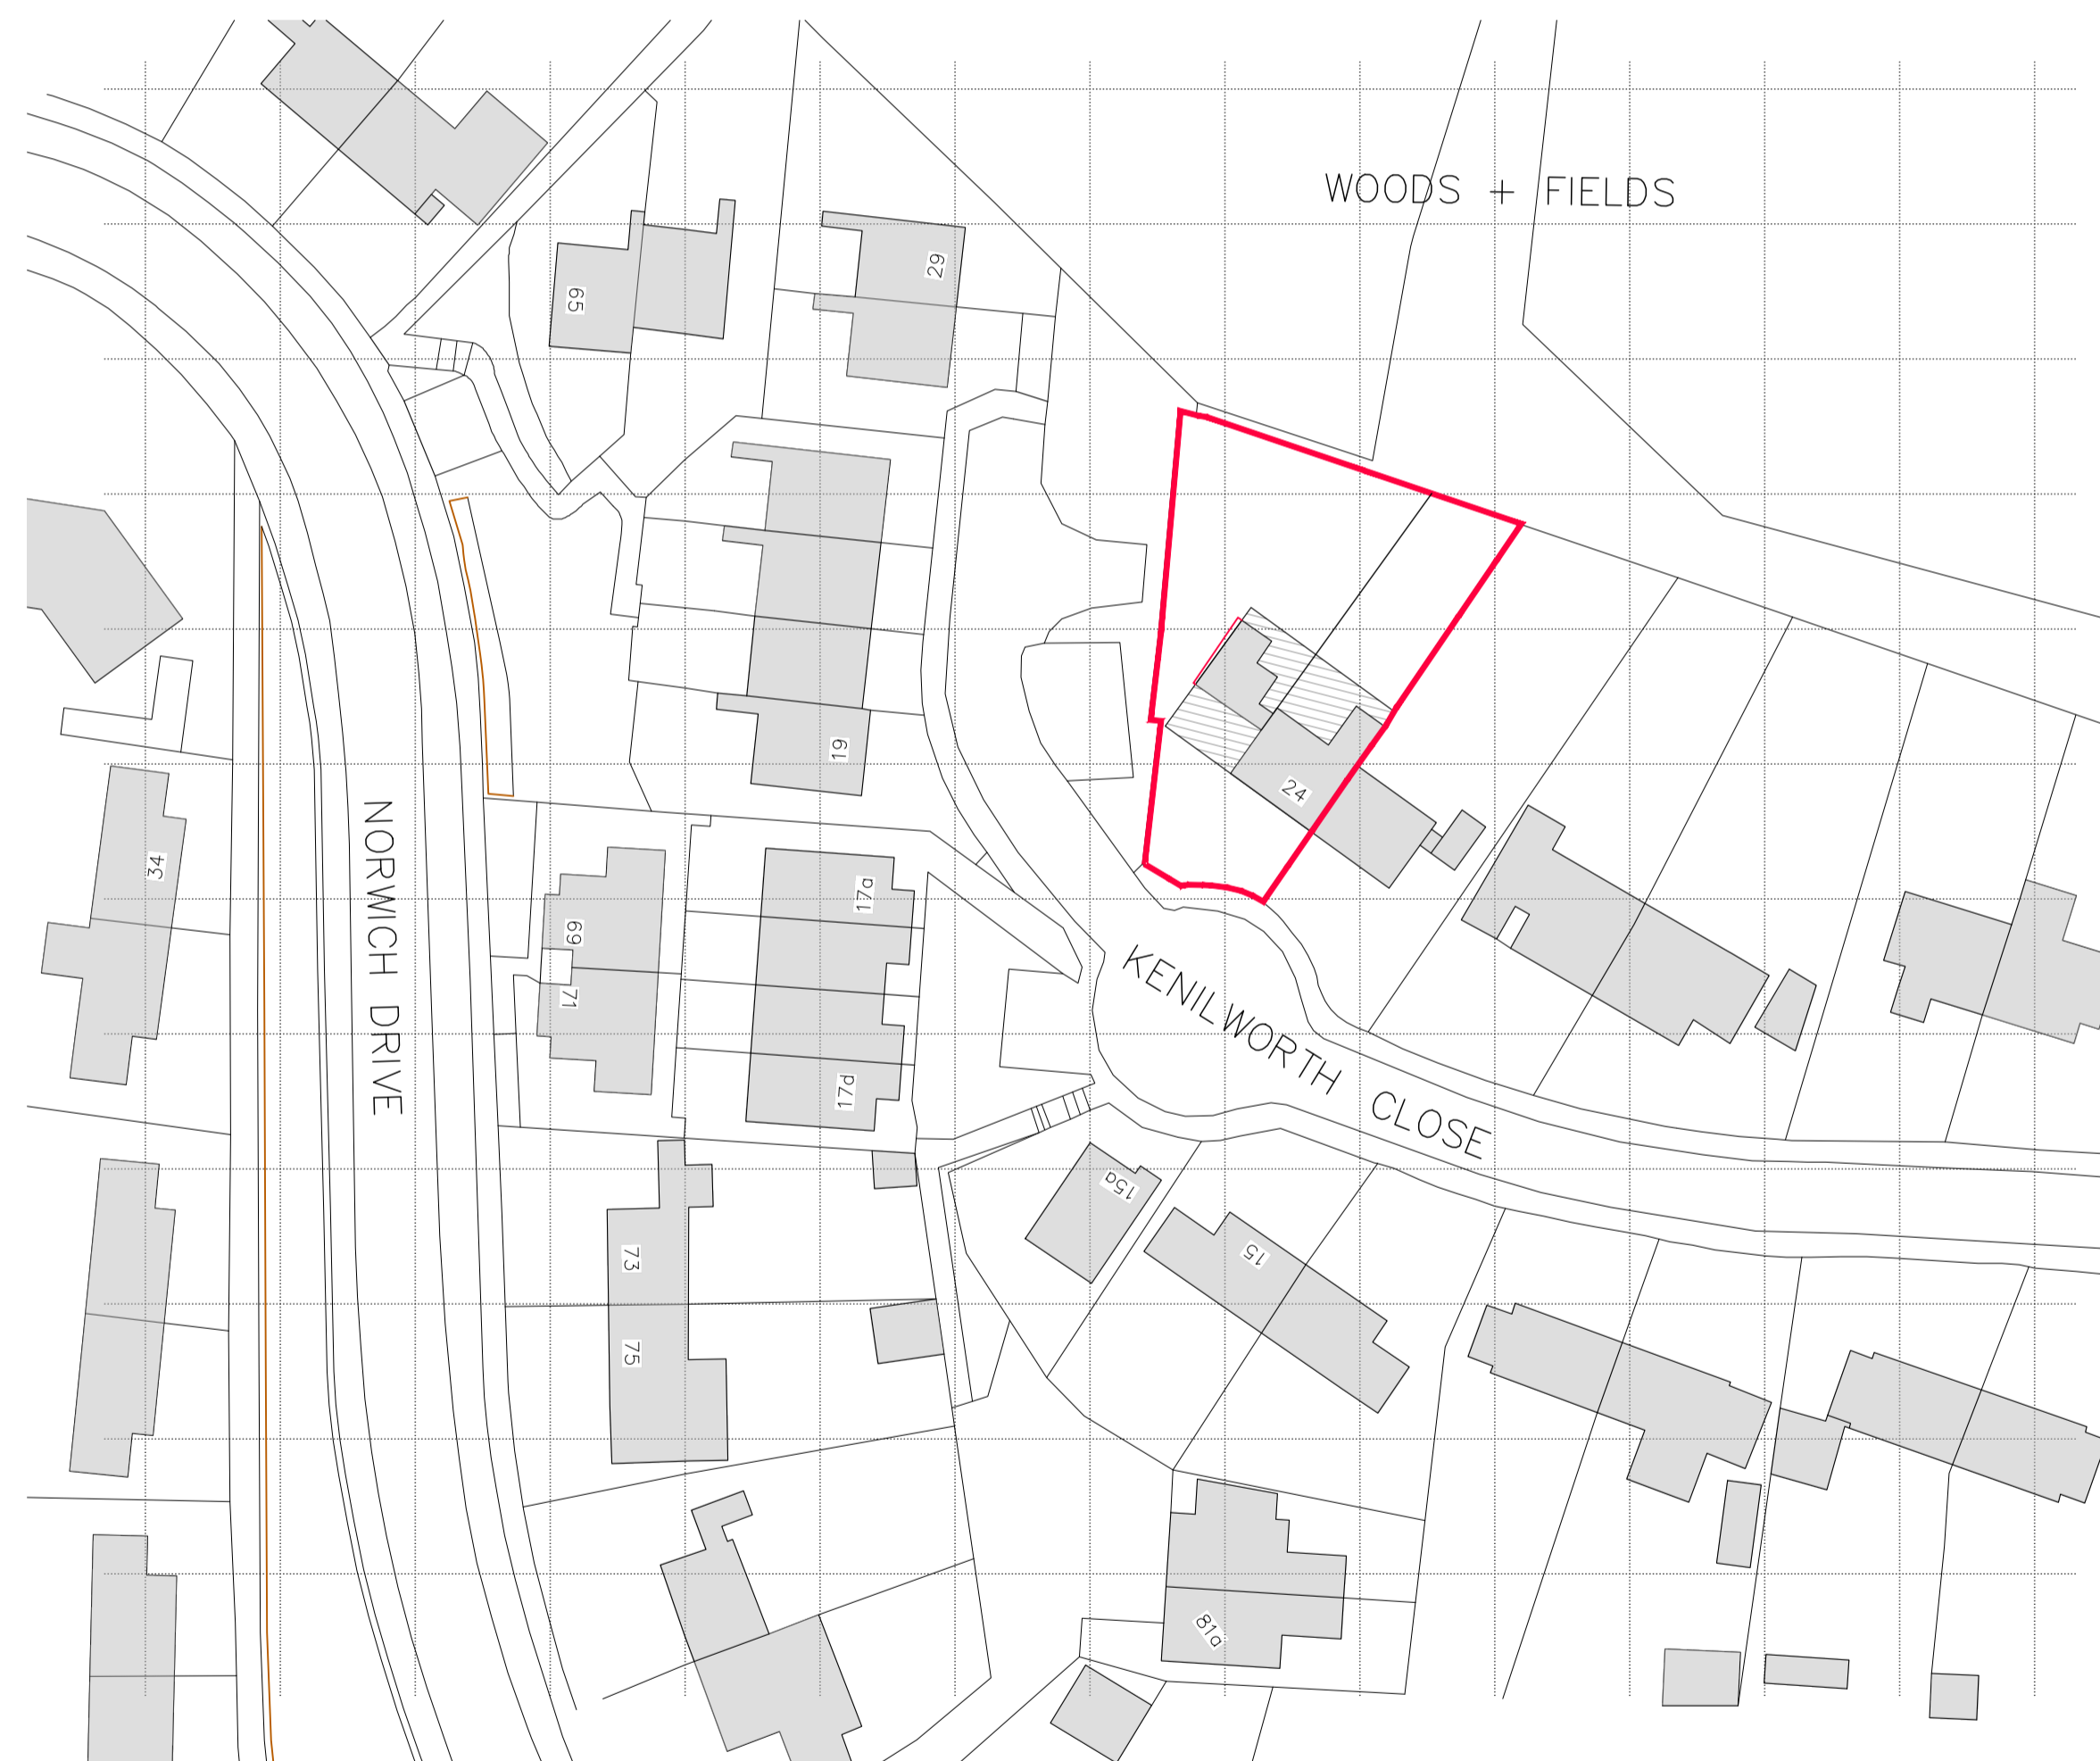 WOODS + FIELDS
29
65
19
24
34
17a
69
71
17d
NORWICH DRIVE
KENILWORTH CLOSE
15a
15
73
75
81a